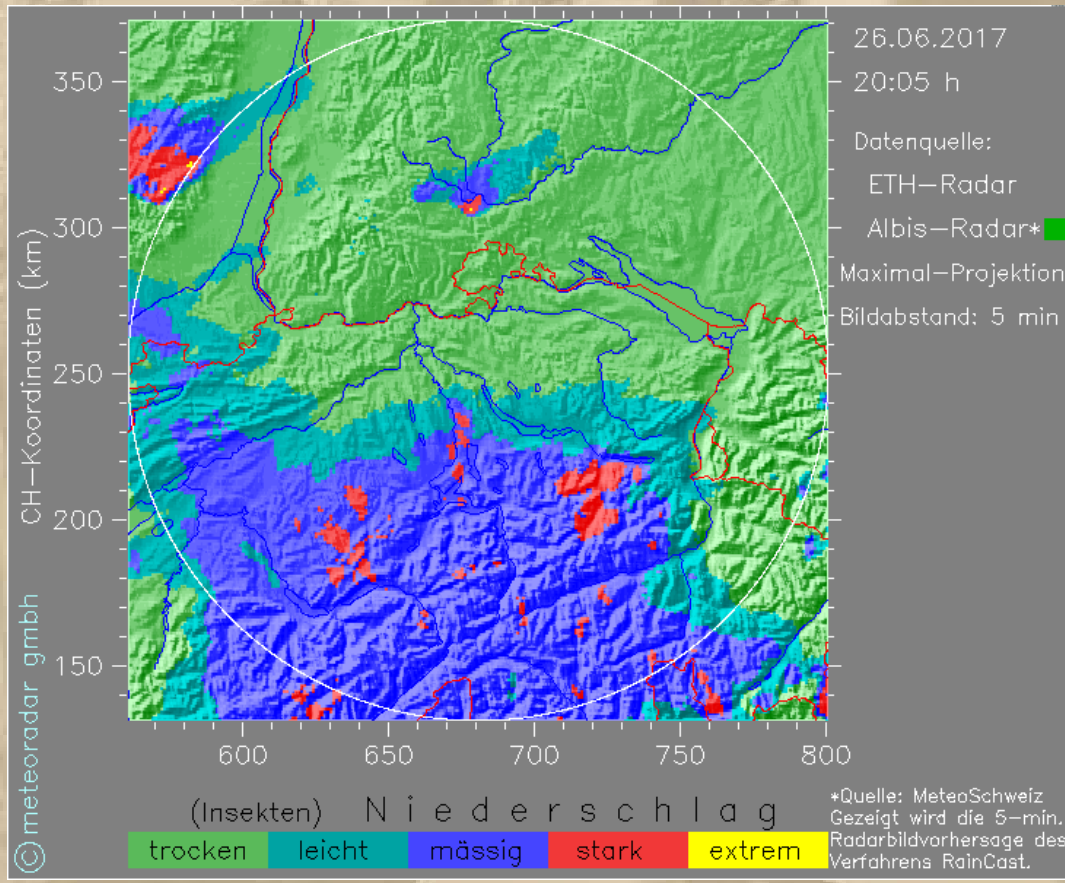 26.06.2017
20:05 h
Datenquelle:
ETH-Radar
Albis-Radar*
Maximal-Projektion
Bildabstand: 5 min
CH-Koordinaten (km)
350
300
250
200
150
600 650 700 750 800
© meteoradar gmbh
(Insekten) Niederschlag
trocken leicht mässig stark extrem
*Quelle: MeteoSchweiz
Gezeigt wird die 5-min.
Radarbildvorhersage des
Verfahrens RainCast.